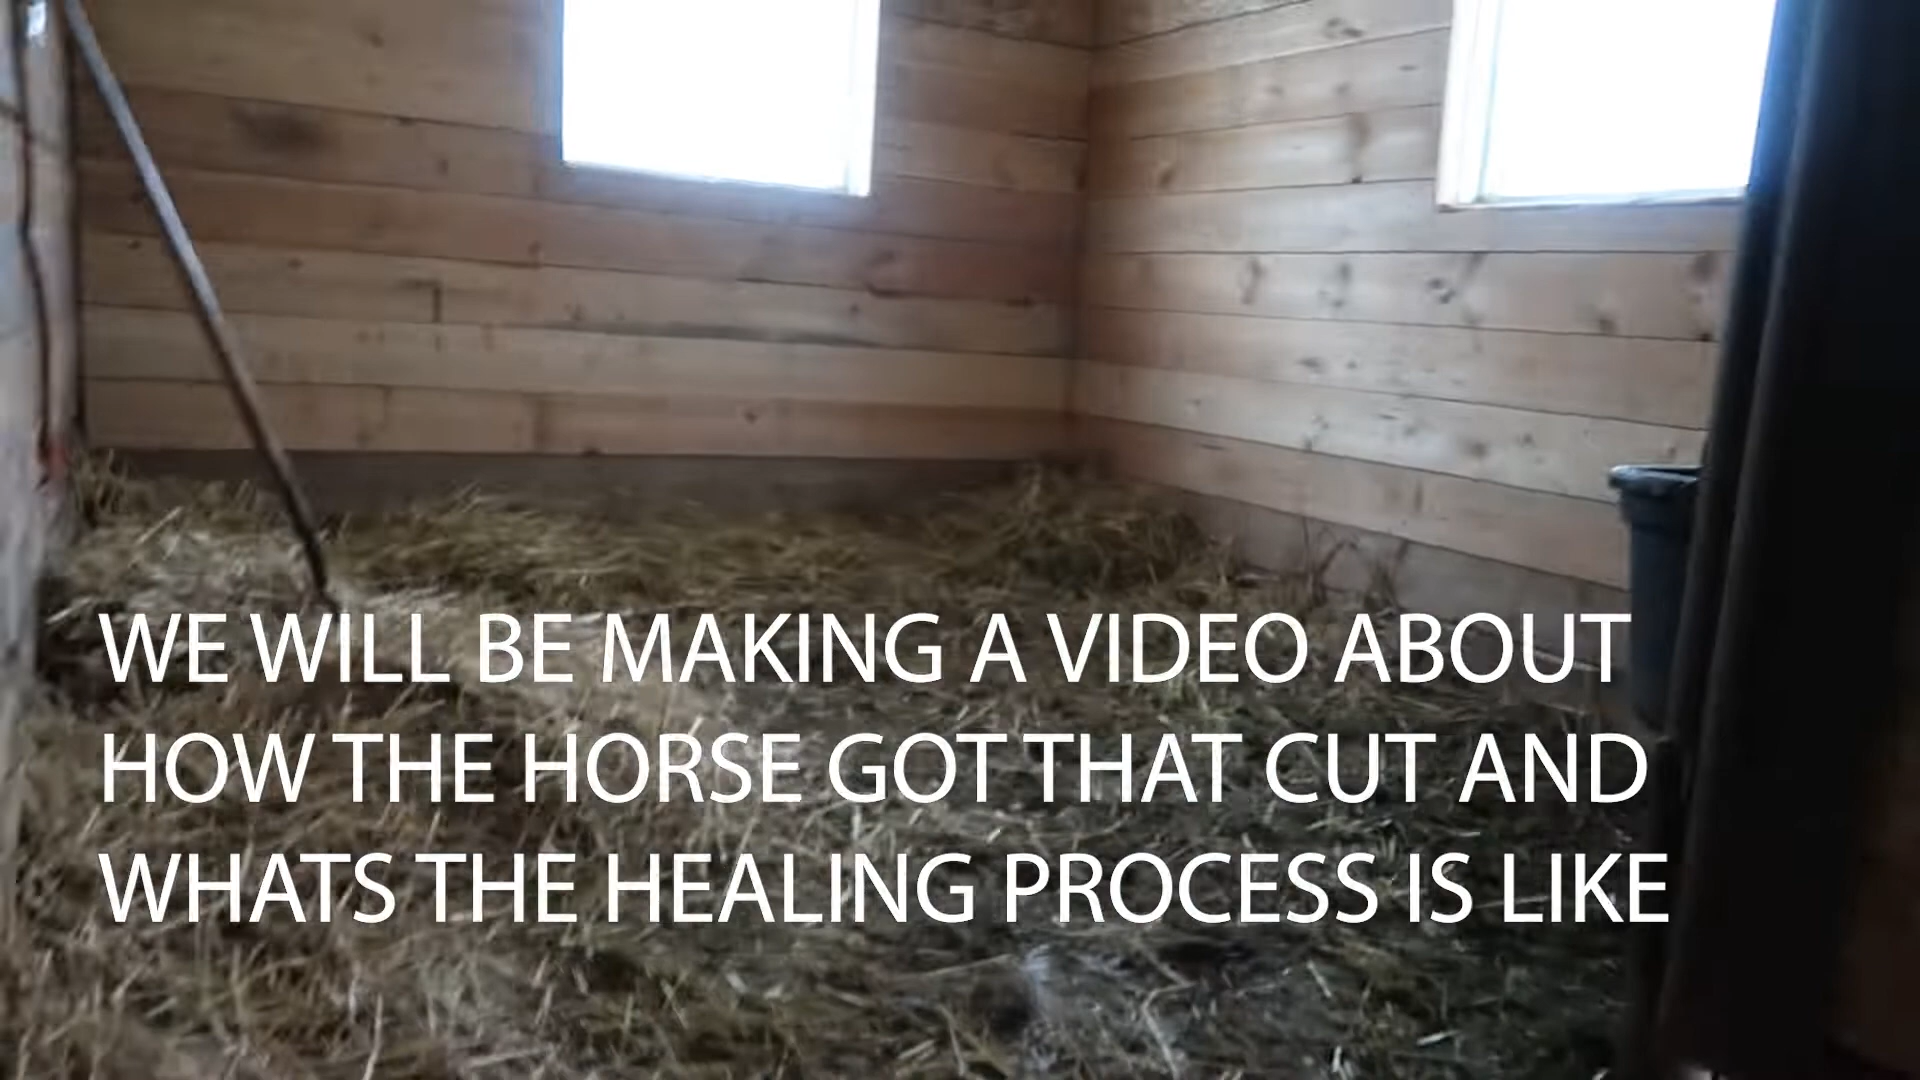 WE WILL BE MAKING A VIDEO ABOUT
HOW THE HORSE GOT THAT CUT AND
WHATS THE HEALING PROCESS IS LIKE